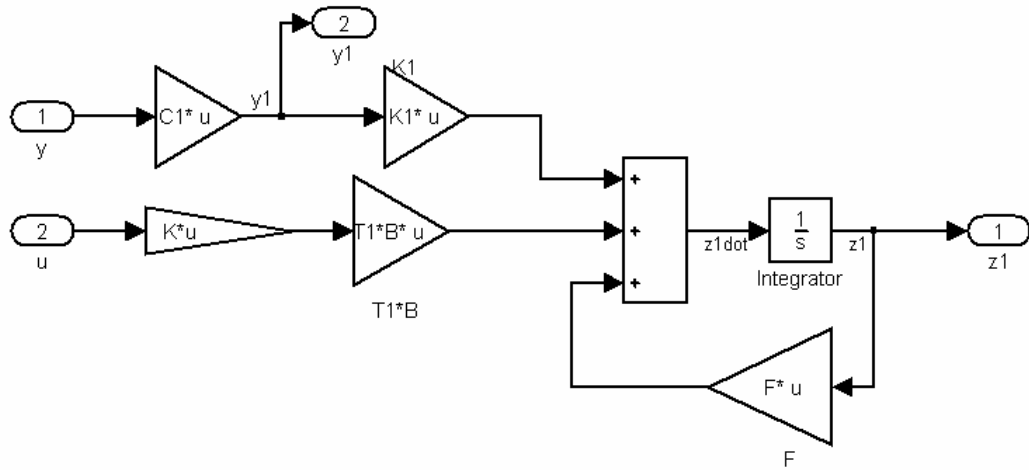 2
y1
K1
1
y
C1* u
y1
K1* u
+
2
u
K*u
T1*B* u
T1*B
+
+
z1dot
1
s
Integrator
z1
1
z1
F* u
F